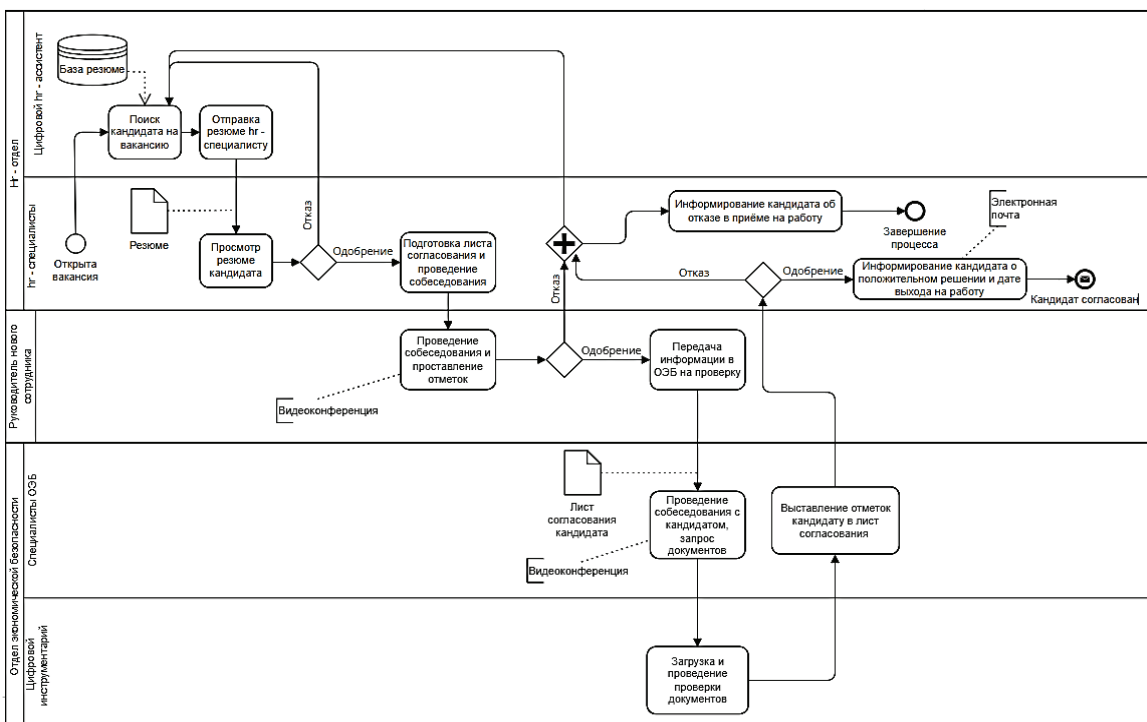 Hr - отдел
Цифровой hr - ассистент
База резюме
Поиск
кандидата на
вакансию
Отправка
резюме hr -
специалисту
hr - специалисты
Открыта
вакансия
Резюме
Просмотр
резюме
кандидата
Отказ
Одобрение
Подготовка листа
согласования и
проведение
собеседования
Отказ
Информирование кандидата об
отказе в приёме на работу
Завершение
процесса
Электронная
почта
Отказ
Одобрение
Информирование кандидата о
положительном решении и дате
выхода на работу
Кандидат согласован
Руководитель нового
сотрудника
Проведение
собеседования и
проставление
отметок
Видеоконференция
Одобрение
Передача
информации в
ОЭБ на проверку
Отдел экономической безопасности
Специалисты ОЭБ
Лист
согласования
кандидата
Проведение
собеседования с
кандидатом,
запрос
документов
Видеоконференция
Выставление отметок
кандидату в лист
согласования
Цифровой
инструментарий
Загрузка и
проведение
проверки
документов